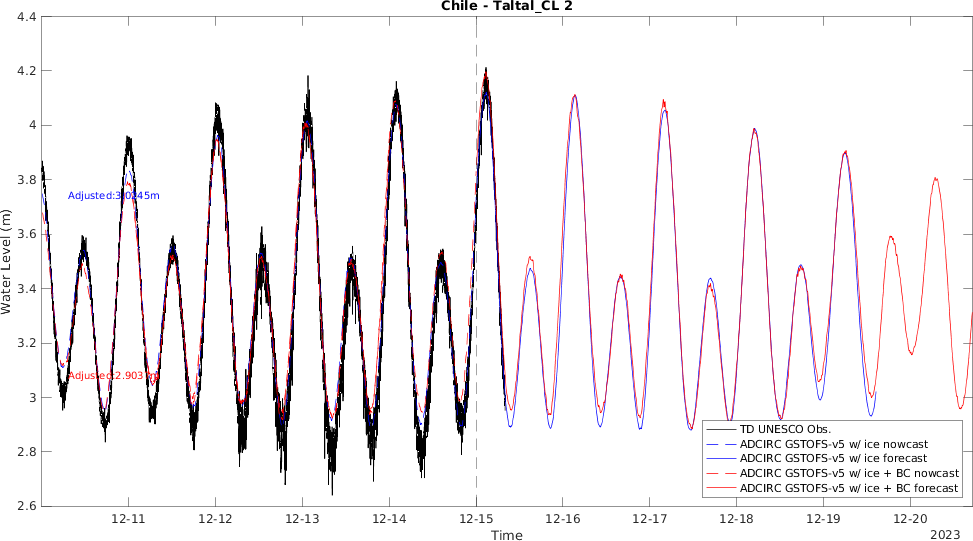 Chile - Taltal_CL 2
4.4
4.2
4
3.8
3.6
3.4
3.2
3
2.8
2.6
Water Level (m)
Adjusted:3.0245m
Adjusted:2.903
TD UNESCO Obs.
ADCIRC GSTOFS-v5 w/ ice nowcast
ADCIRC GSTOFS-v5 w/ ice forecast
ADCIRC GSTOFS-v5 w/ ice + BC nowcast
ADCIRC GSTOFS-v5 w/ ice + BC forecast
12-11 12-12 12-13 12-14 12-15 12-16 12-17 12-18 12-19 12-20
Time
2023